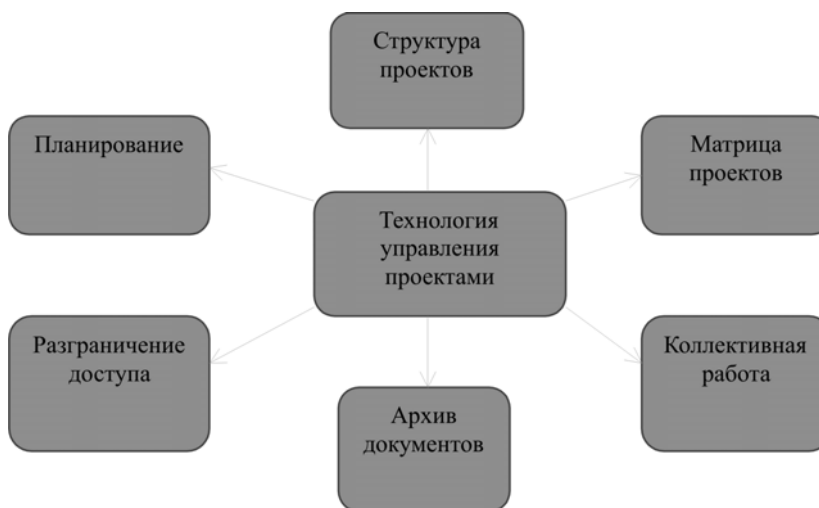 Структура
проектов
Планирование
Матрица
проектов
Технология
управления
проектами
Разграничение
доступа
Коллективная
работа
Архив
документов